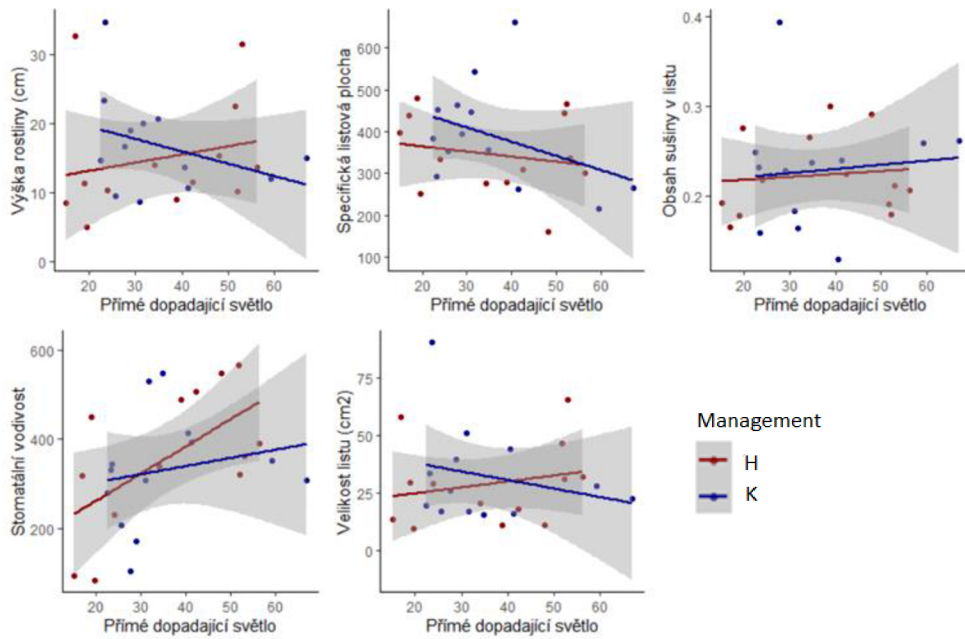 Výška rostliny (cm)
30
20
10
0
20 30 40 50 60
Přímé dopadající světlo
Specifická listová plocha
600
500
400
300
200
100
20 30 40 50 60
Přímé dopadající světlo
Obsah sušiny v listu
0.4
0.3
0.2
20 30 40 50 60
Přímé dopadající světlo
Stomatální vodivost
600
400
200
20 30 40 50 60
Přímé dopadající světlo
Velikost listu (cm2)
75
50
25
0
20 30 40 50 60
Přímé dopadající světlo
Management
H
K